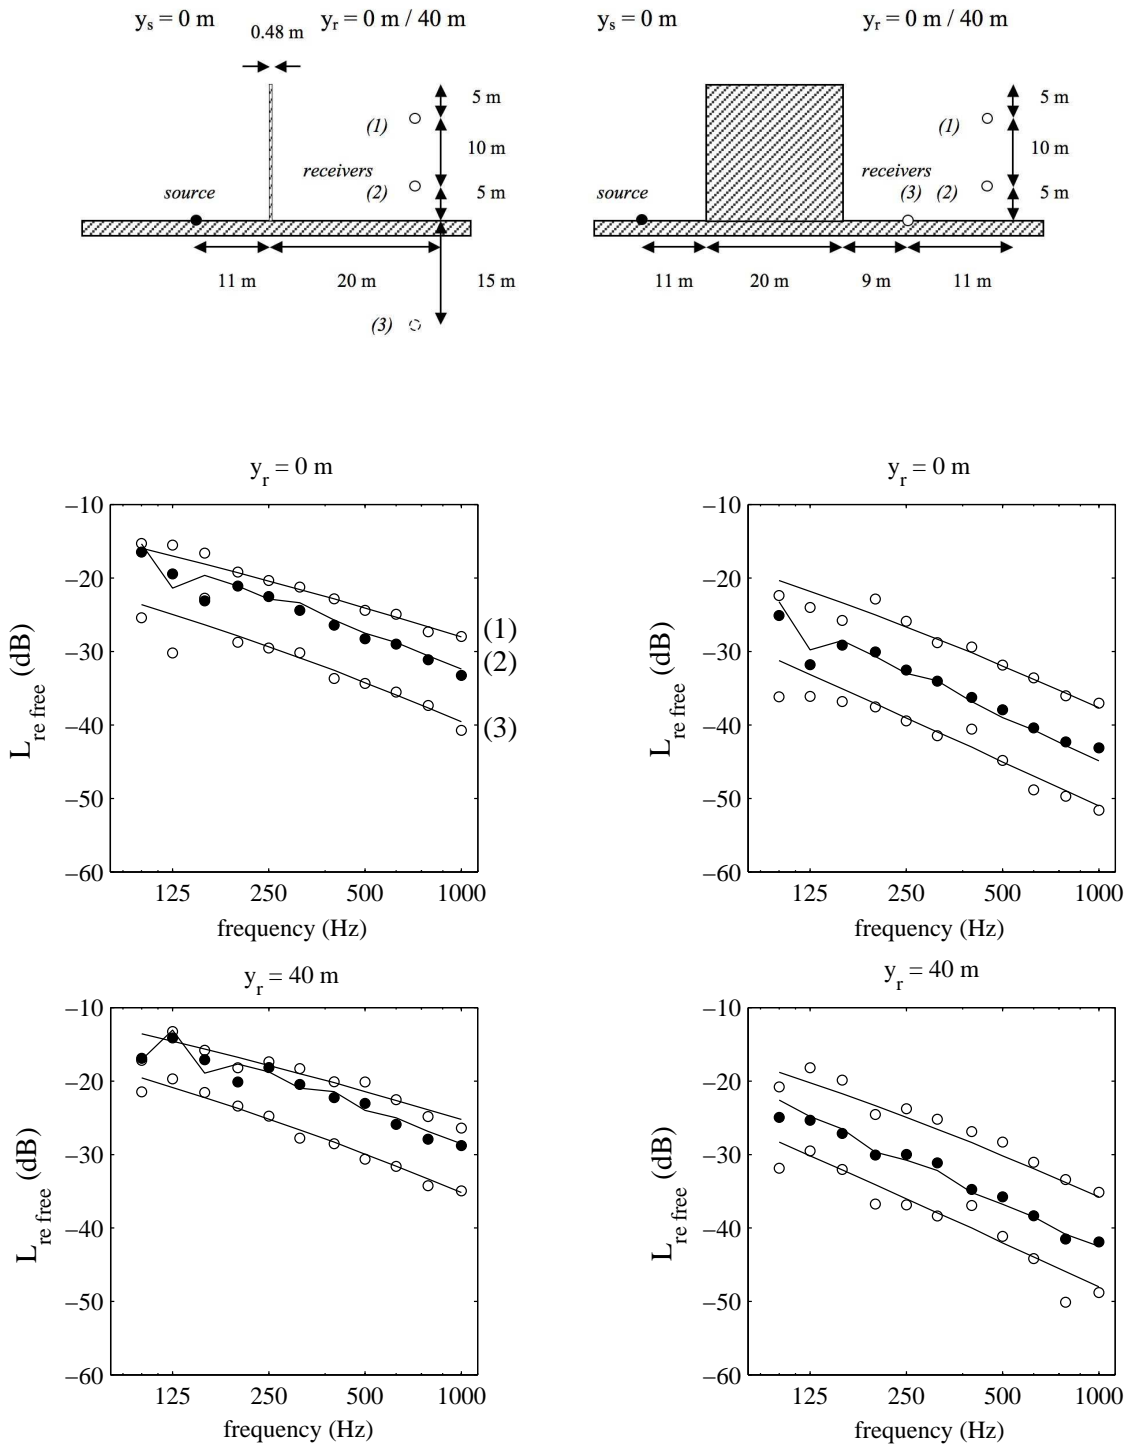 y_s = 0 m
0.48 m
y_r = 0 m / 40 m
5 m
(1)
10 m
receivers
source
(2)
5 m
11 m
20 m
15 m
(3)
y_s = 0 m
y_r = 0 m / 40 m
5 m
(1)
10 m
receivers
source
(3) (2)
5 m
11 m
20 m
9 m
11 m
y_r = 0 m
−10
−20
−30
−40
−50
−60
L_re free (dB)
(1)
(2)
(3)
125 250 500 1000
frequency (Hz)
y_r = 0 m
−10
−20
−30
−40
−50
−60
L_re free (dB)
125 250 500 1000
frequency (Hz)
y_r = 40 m
−10
−20
−30
−40
−50
−60
L_re free (dB)
125 250 500 1000
frequency (Hz)
y_r = 40 m
−10
−20
−30
−40
−50
−60
L_re free (dB)
125 250 500 1000
frequency (Hz)